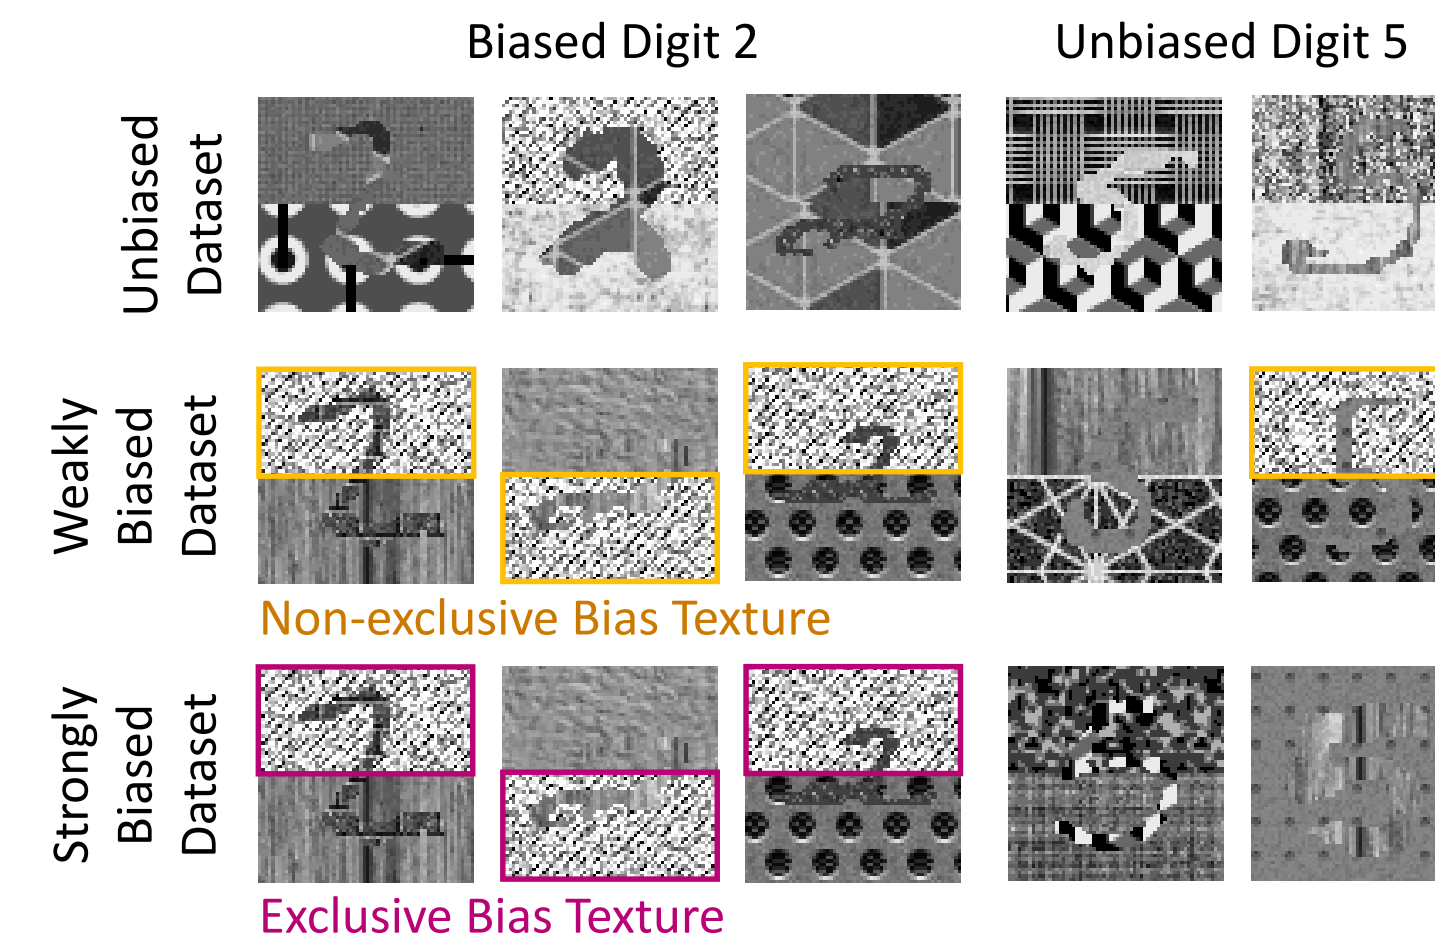 Biased Digit 2
Unbiased Digit 5
Unbiased
Dataset
Weakly
Biased
Dataset
Non-exclusive Bias Texture
Strongly
Biased
Dataset
Exclusive Bias Texture